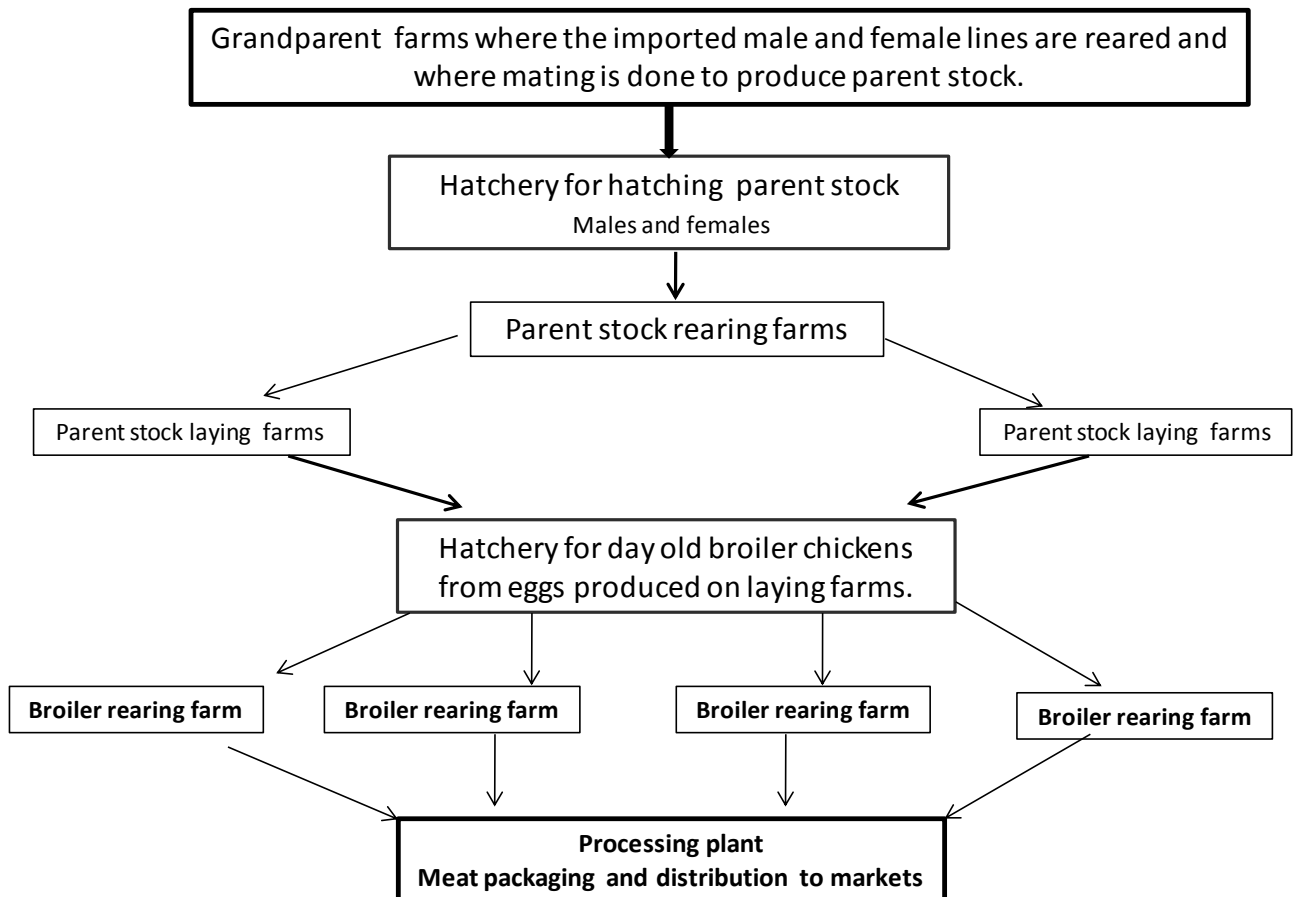 Grandparent farms where the imported male and female lines are reared and
where mating is done to produce parent stock.
Hatchery for hatching parent stock
Males and females
Parent stock rearing farms
Parent stock laying farms
Parent stock laying farms
Hatchery for day old broiler chickens
from eggs produced on laying farms.
Broiler rearing farm
Broiler rearing farm
Broiler rearing farm
Broiler rearing farm
Processing plant
Meat packaging and distribution to markets